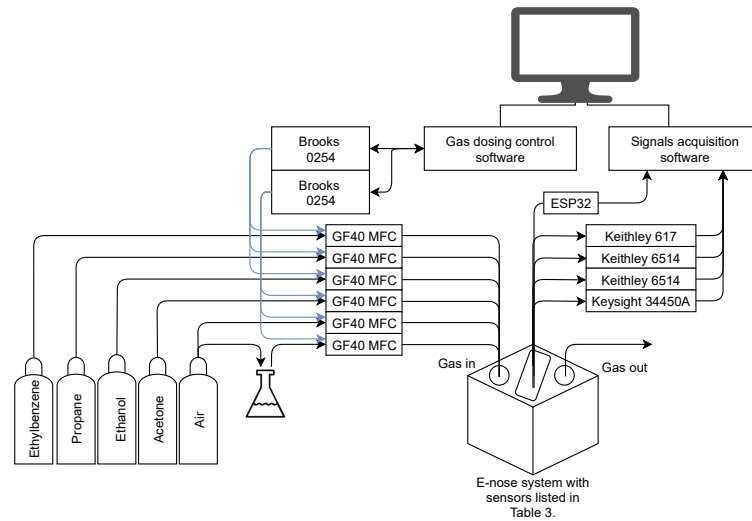 Brooks
0254
Brooks
0254
Gas dosing control
software
Signals acquisition
software
ESP32
GF40 MFC
GF40 MFC
GF40 MFC
GF40 MFC
GF40 MFC
GF40 MFC
Keithley 617
Keithley 6514
Keithley 6514
Keysight 34450A
Gas in
Gas out
Ethylbenzene
Propane
Ethanol
Acetone
Air
E-nose system with
sensors listed in
Table 3.